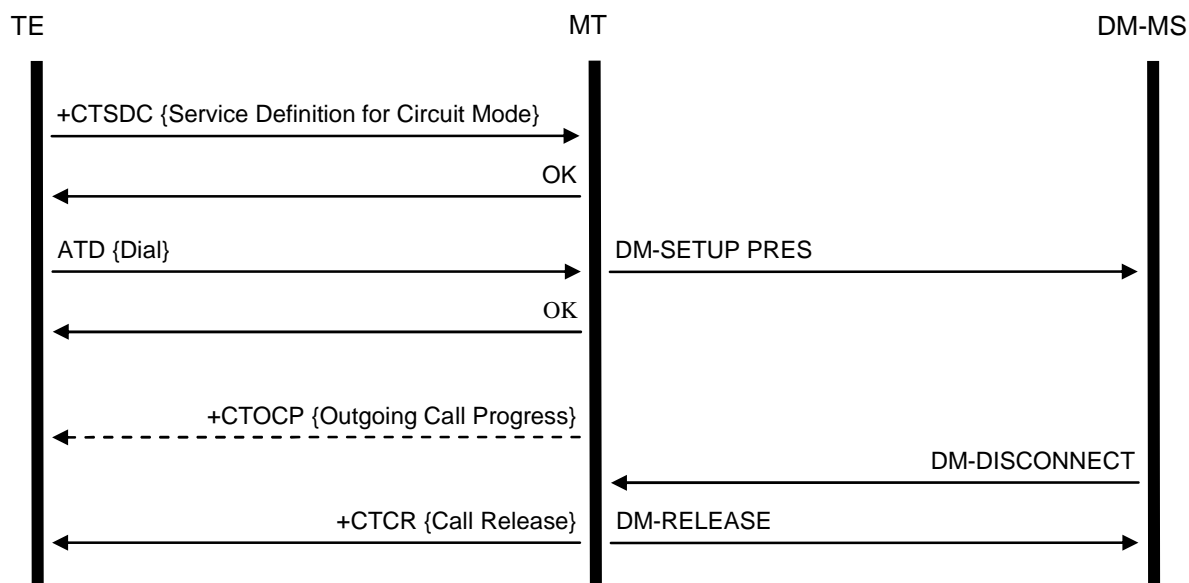 TE
MT
DM-MS
+CTSDC {Service Definition for Circuit Mode}
OK
ATD {Dial}
DM-SETUP PRES
OK
+CTOCP {Outgoing Call Progress}
DM-DISCONNECT
+CTCR {Call Release}
DM-RELEASE